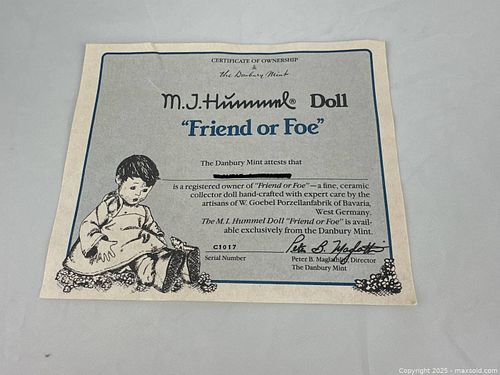 CERTIFICATE OF OWNERSHIP
The Danbury Mint
M.J. Hümmel® Doll
"Friend or Foe"
The Danbury Mint attests that
is a registered owner of "Friend or Foe"—a fine, ceramic
collector doll hand-crafted with expert care by the
artisans of W. Goebel Porzellanfabrik of Bavaria,
West Germany.
The M.I. Hummel Doll "Friend or Foe" is avail-
able exclusively from the Danbury Mint.
C1017
Serial Number
Peter B. Maglathlin, Director
The Danbury Mint
Copyright 2025 - maxsold.com